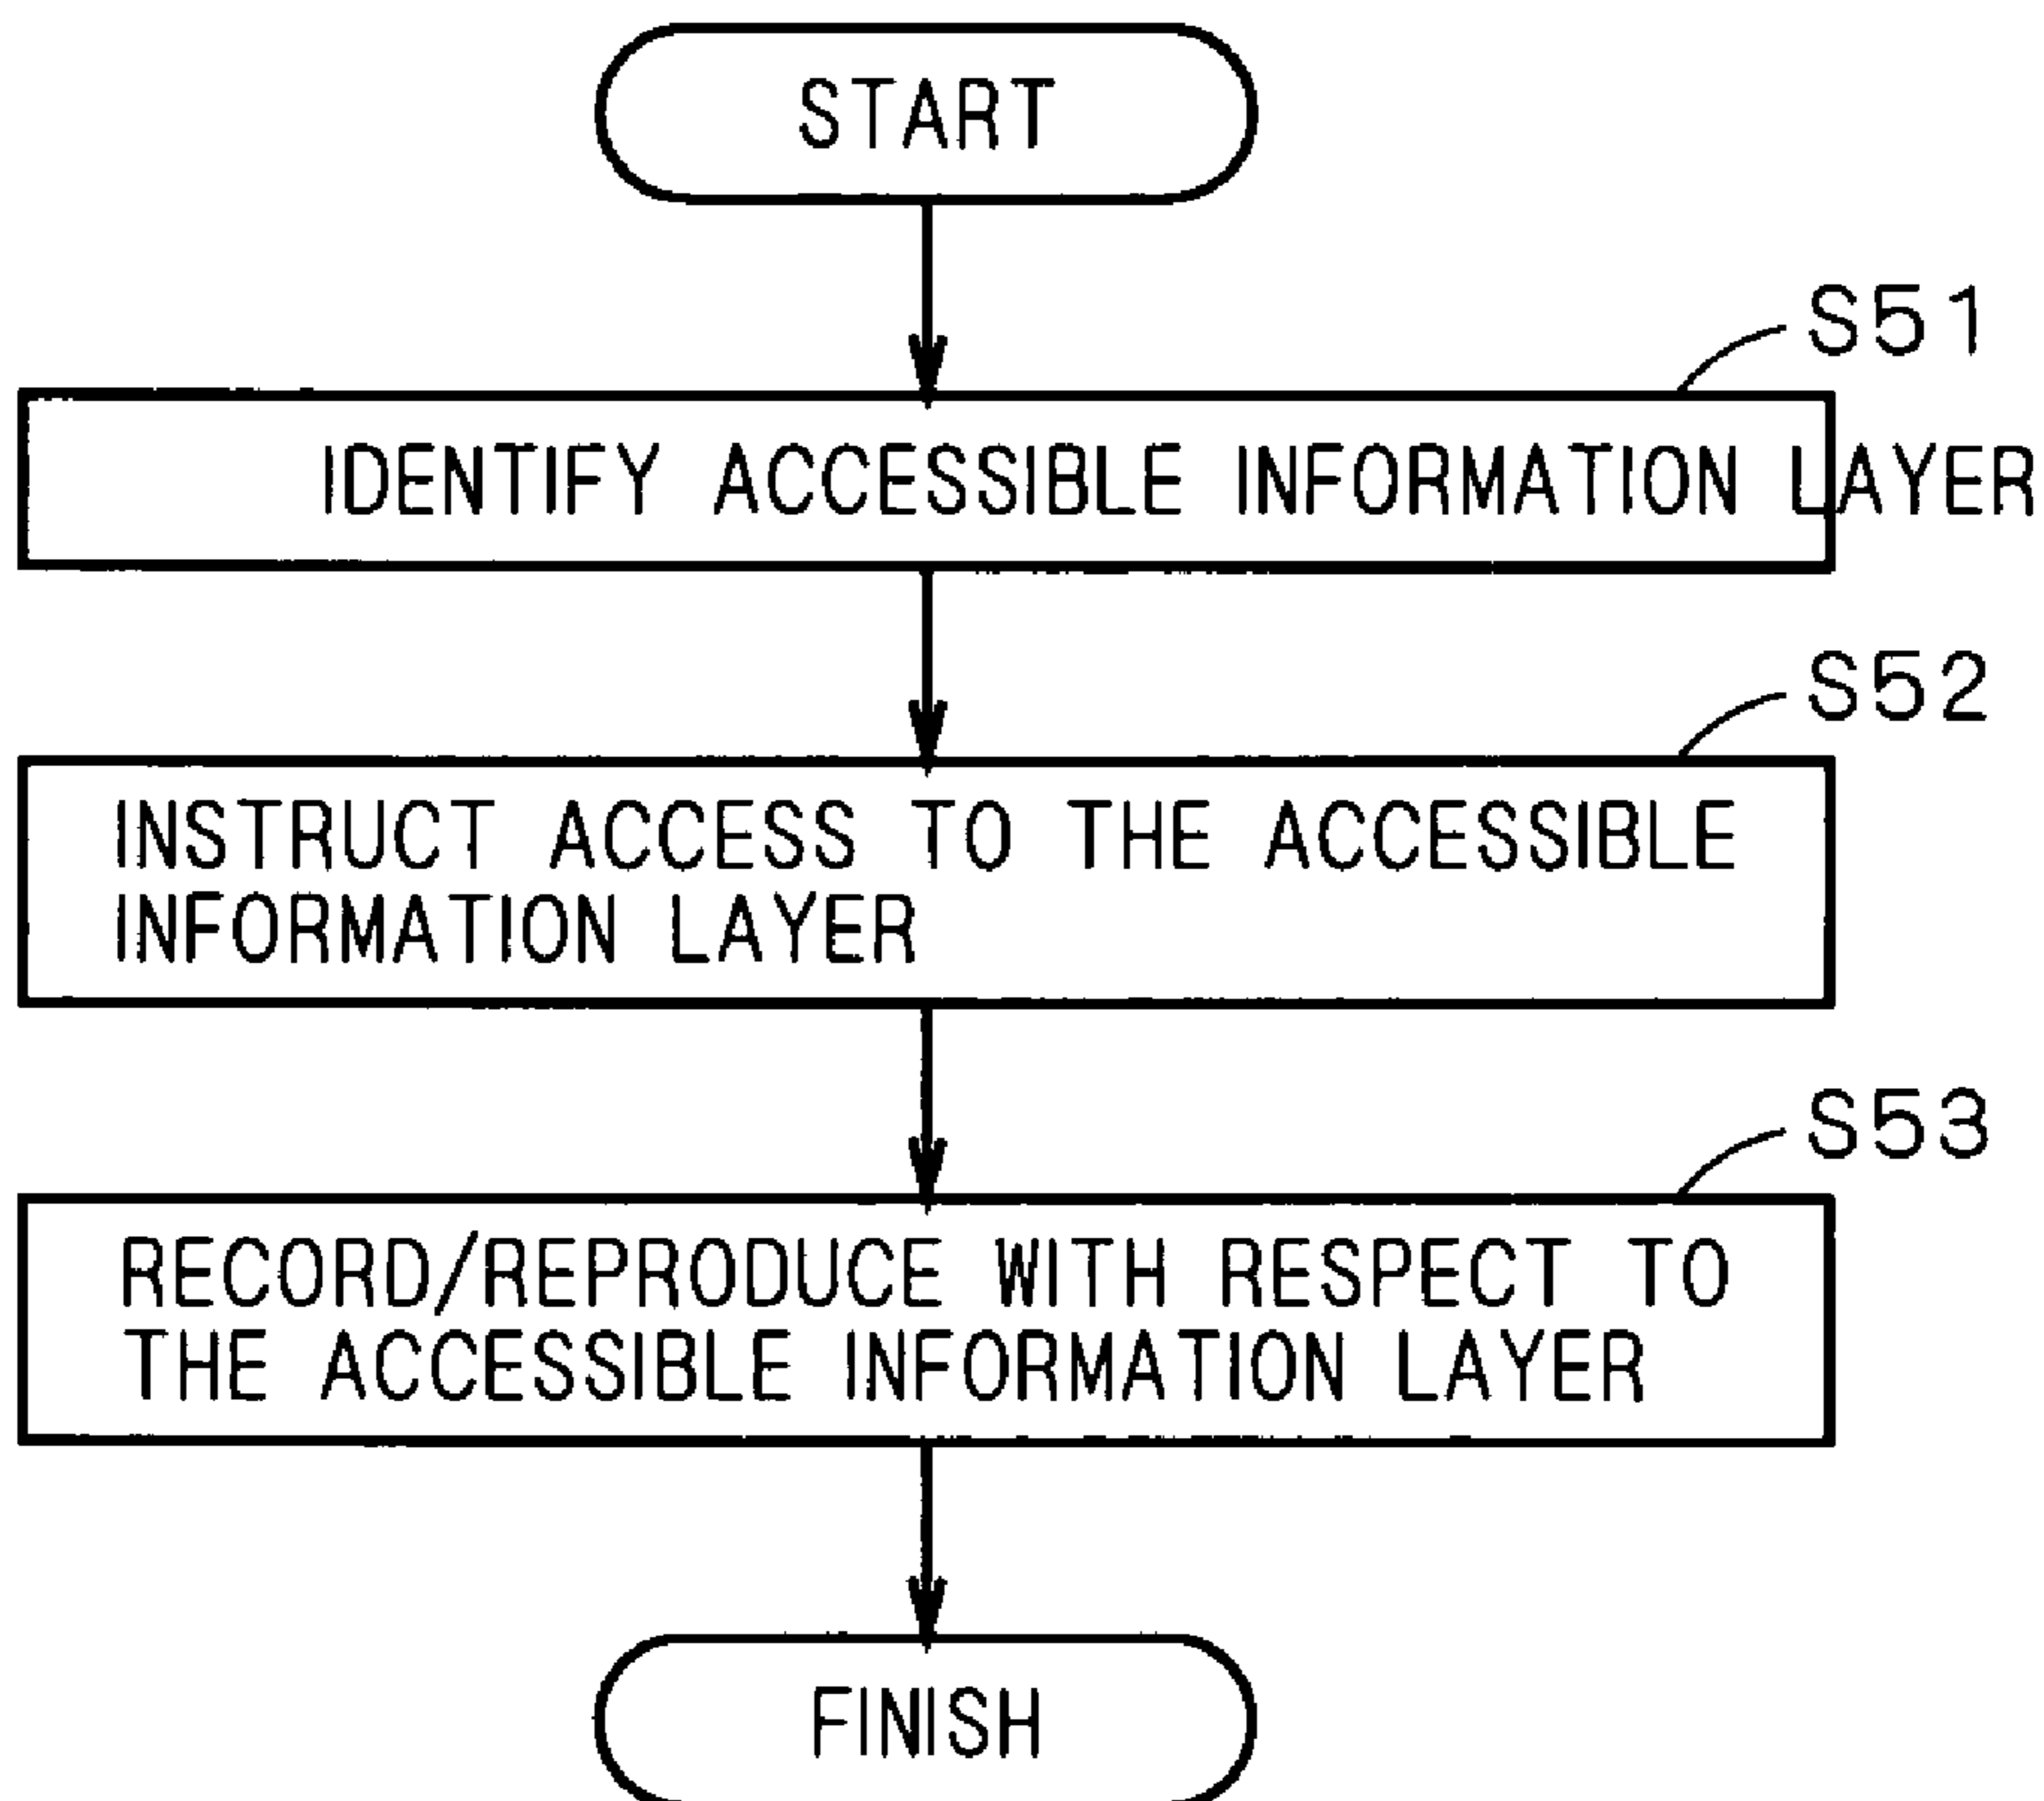 START
S51
IDENTIFY ACCESSIBLE INFORMATION LAYER
S52
INSTRUCT ACCESS TO THE ACCESSIBLE
INFORMATION LAYER
S53
RECORD/REPRODUCE WITH RESPECT TO
THE ACCESSIBLE INFORMATION LAYER
FINISH